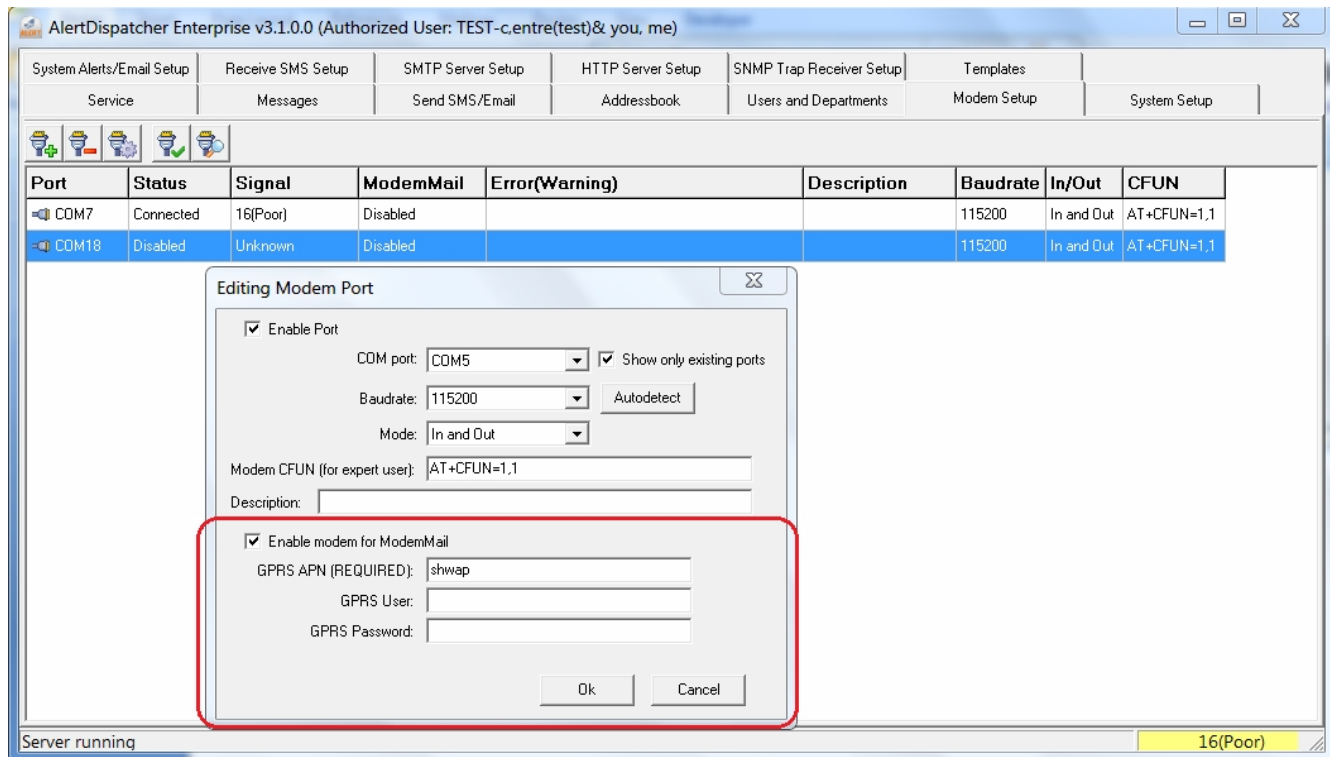 AlertDispatcher Enterprise v3.1.0.0 (Authorized User: TEST-c,entre(test)& you, me)
System Alerts/Email Setup Receive SMS Setup SMTP Server Setup HTTP Server Setup SNMP Trap Receiver Setup Templates
Service Messages Send SMS/Email Addressbook Users and Departments Modem Setup System Setup
Port Status Signal ModemMail Error(Warning) Description Baudrate In/Out CFUN
COM7 Connected 16(Poor) Disabled 115200 In and Out AT+CFUN=1,1
COM18 Disabled Unknown Disabled 115200 In and Out AT+CFUN=1,1
Editing Modem Port
Enable Port
COM port: COM5 Show only existing ports
Baudrate: 115200 Autodetect
Mode: In and Out
Modem CFUN (for expert user): AT+CFUN=1,1
Description:
Enable modem for ModemMail
GPRS APN (REQUIRED): shwap
GPRS User:
GPRS Password:
Ok Cancel
Server running 16(Poor)